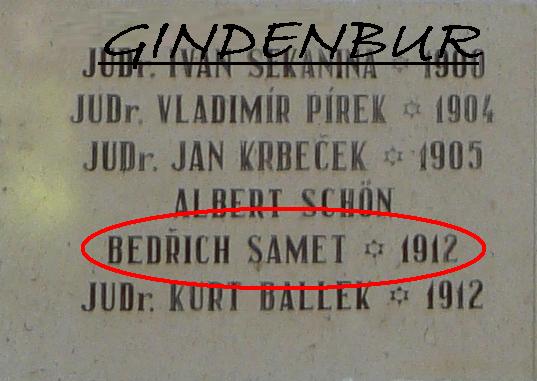 GINDENBUR
JUDr. IVAN SEKANINA ✡ 1900
JUDr. VLADIMÍR PÍREK ✡ 1904
JUDr. JAN KRBEČEK ✡ 1905
ALBERT SCHÖN
BEDŘICH SAMET ✡ 1912
JUDr. KURT BALLEK ✡ 1912